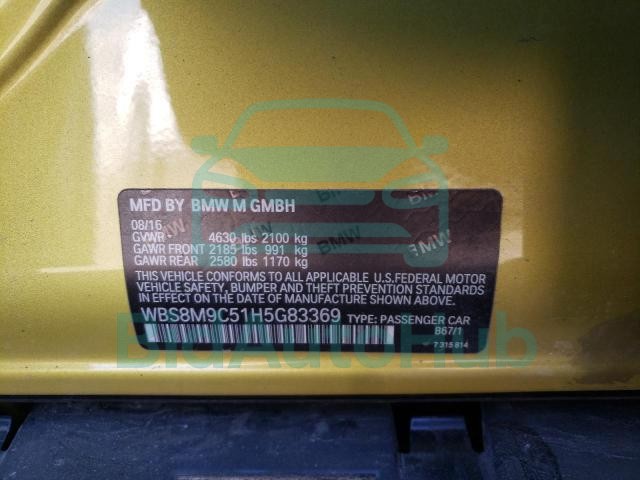 MFD BY BMW M GMBH
08/16
GVWR 4630 lbs 2100 kg
GAWR FRONT 2185 lbs 991 kg
GAWR REAR 2580 lbs 1170 kg
THIS VEHICLE CONFORMS TO ALL APPLICABLE U.S.FEDERAL MOTOR
VEHICLE SAFETY, BUMPER, AND THEFT PREVENTION STANDARDS
IN EFFECT ON THE DATE OF MANUFACTURE SHOWN ABOVE.
WBS8M9C51H5G83369 TYPE: PASSENGER CAR
B67/1
7 315 814
BidAutoHub